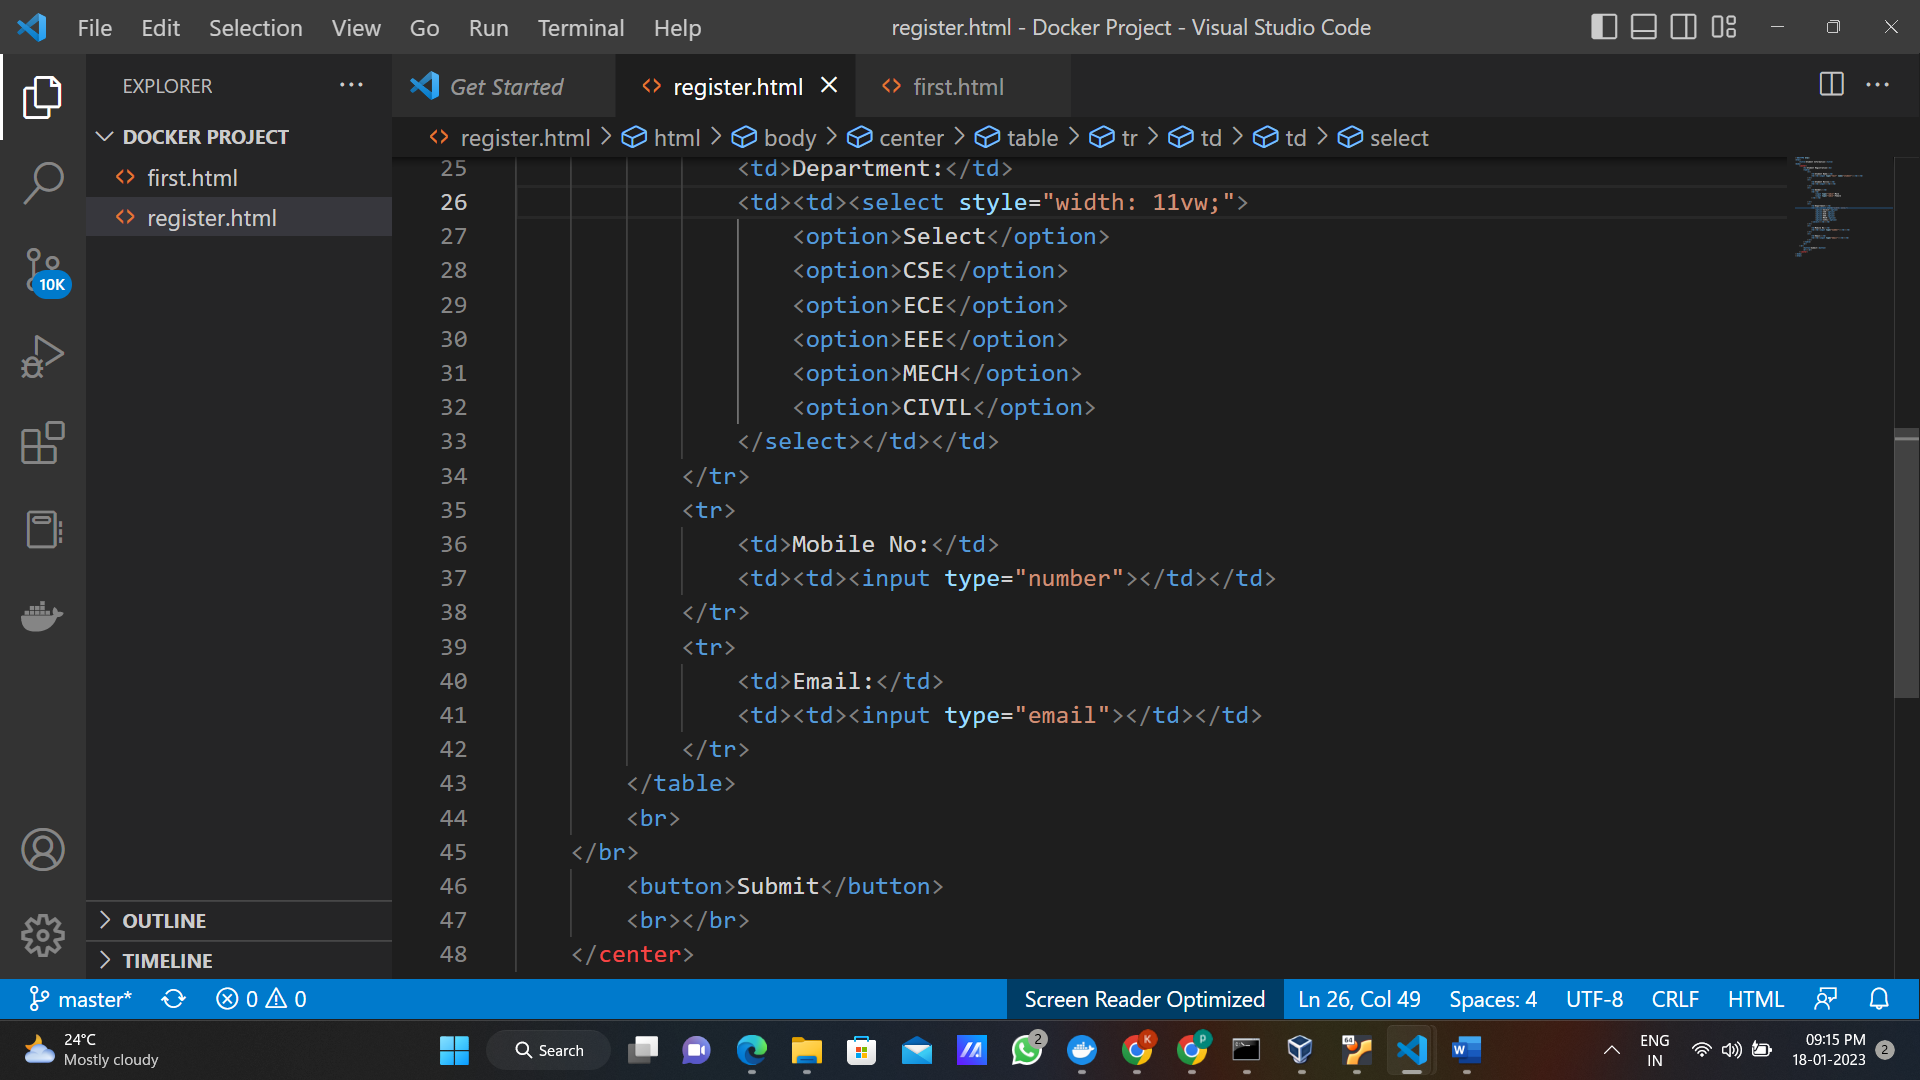 File Edit Selection View Go Run Terminal Help
register.html - Docker Project - Visual Studio Code
EXPLORER
Get Started
register.html
first.html
DOCKER PROJECT
first.html
register.html
register.html > html > body > center > table > tr > td > td > select
25 <td>Department:</td>
26 <td><td><select style="width: 11vw;">
27 <option>Select</option>
28 <option>CSE</option>
29 <option>ECE</option>
30 <option>EEE</option>
31 <option>MECH</option>
32 <option>CIVIL</option>
33 </select></td></td>
34 </tr>
35 <tr>
36 <td>Mobile No:</td>
37 <td><td><input type="number"></td></td>
38 </tr>
39 <tr>
40 <td>Email:</td>
41 <td><td><input type="email"></td></td>
42 </tr>
43 </table>
44 <br>
45 </br>
46 <button>Submit</button>
47 <br></br>
48 </center>
10K
OUTLINE
TIMELINE
master* 0 0
Screen Reader Optimized Ln 26, Col 49 Spaces: 4 UTF-8 CRLF HTML
24°C
Mostly cloudy
Search
2
K
P
64
W
ENG
IN
09:15 PM
18-01-2023
2